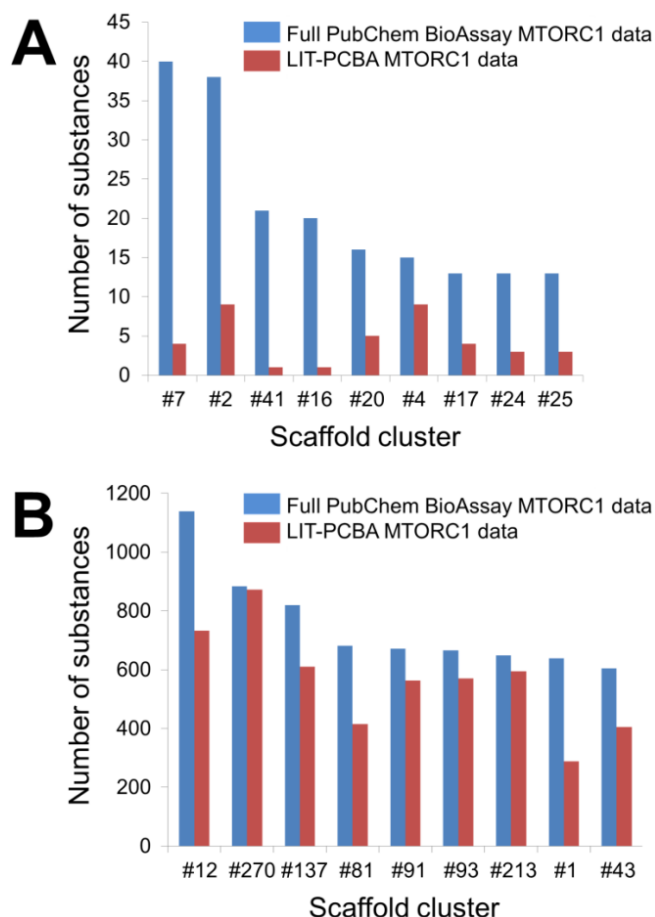 A
Full PubChem BioAssay MTORC1 data
LIT-PCBA MTORC1 data
Number of substances
45
40
35
30
25
20
15
10
5
0
#7 #2 #41 #16 #20 #4 #17 #24 #25
Scaffold cluster
B
Full PubChem BioAssay MTORC1 data
LIT-PCBA MTORC1 data
Number of substances
1200
1000
800
600
400
200
0
#12 #270 #137 #81 #91 #93 #213 #1 #43
Scaffold cluster